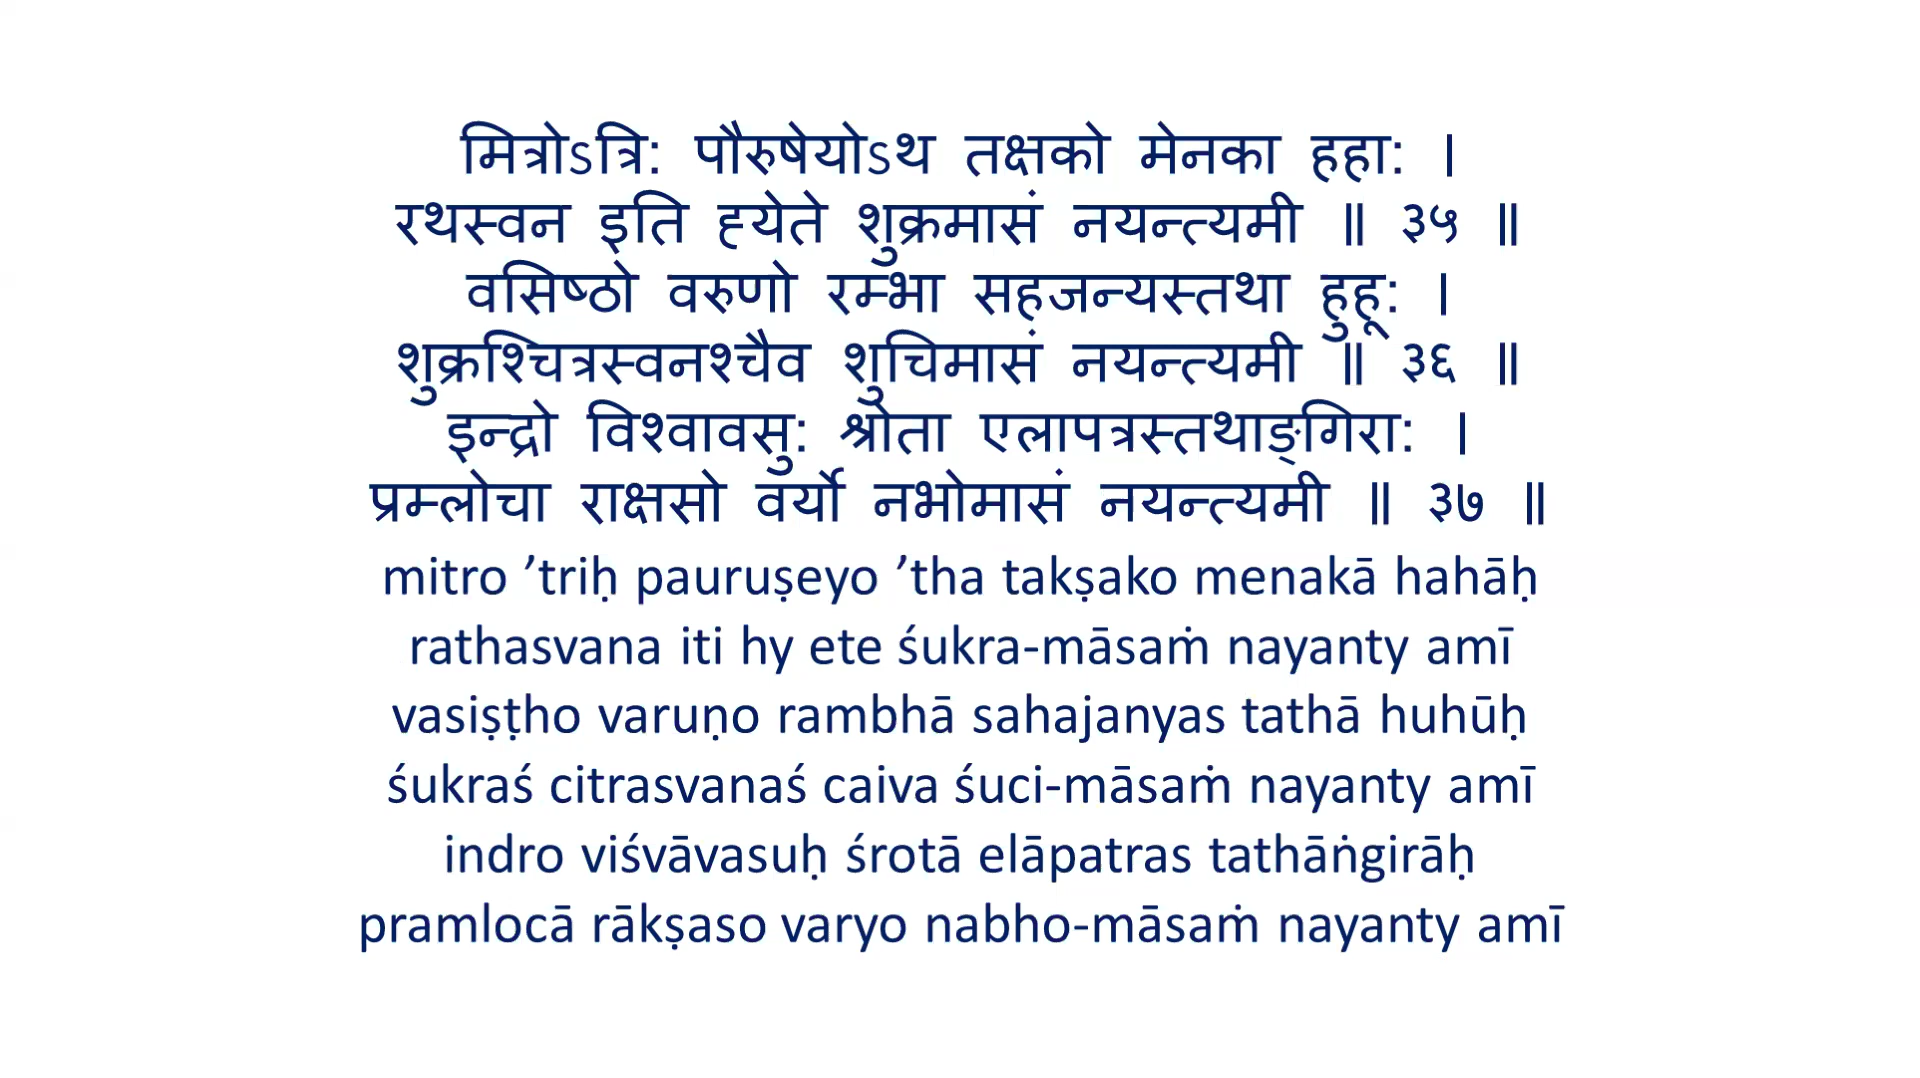 मित्रोऽत्रि: पौरुषेयोऽथ तक्षको मेनका हहा: ।
रथस्वन इति ह्येते शुक्रमासं नयन्त्यमी ॥ ३५ ॥
वसिष्ठो वरुणो रम्भा सहजन्यस्तथा हुहू: ।
शुक्रश्चित्रस्वनश्चैव शुचिमासं नयन्त्यमी ॥ ३६ ॥
इन्द्रो विश्वावसु: श्रोता एलापत्रस्तथाङ्गिरा: ।
प्रम्लोचा राक्षसो वर्यो नभोमासं नयन्त्यमी ॥ ३७ ॥
mitro ’triḥ pauruṣeyo ’tha takṣako menakā hahāḥ
rathasvana iti hy ete śukra-māsaṁ nayanty amī
vasiṣṭho varuṇo rambhā sahajanyas tathā huhūḥ
śukraś citrasvanaś caiva śuci-māsaṁ nayanty amī
indro viśvāvasuḥ śrotā elāpatras tathāṅgirāḥ
pramlocā rākṣaso varyo nabho-māsaṁ nayanty amī